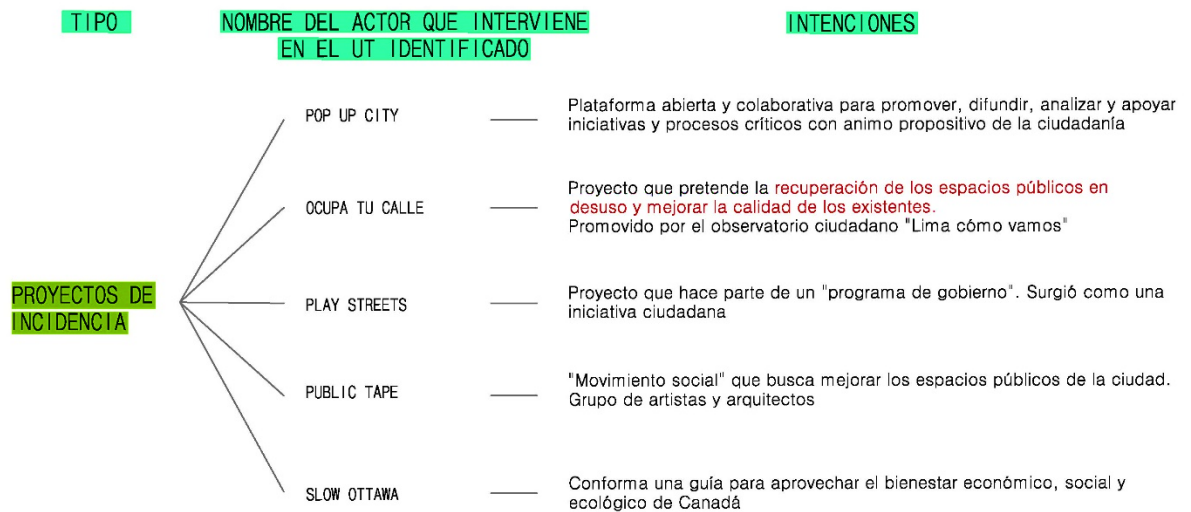 TIPO
NOMBRE DEL ACTOR QUE INTERVIENE
EN EL UT IDENTIFICADO
INTENCIONES
POP UP CITY
Plataforma abierta y colaborativa para promover, difundir, analizar y apoyar
iniciativas y procesos críticos con animo propositivo de la ciudadanía
OCUPA TU CALLE
Proyecto que pretende la recuperación de los espacios públicos en
desuso y mejorar la calidad de los existentes.
Promovido por el observatorio ciudadano "Lima cómo vamos"
PROYECTOS DE
INCIDENCIA
PLAY STREETS
Proyecto que hace parte de un "programa de gobierno". Surgió como una
iniciativa ciudadana
PUBLIC TAPE
"Movimiento social" que busca mejorar los espacios públicos de la ciudad.
Grupo de artistas y arquitectos
SLOW OTTAWA
Conforma una guía para aprovechar el bienestar económico, social y
ecológico de Canadá